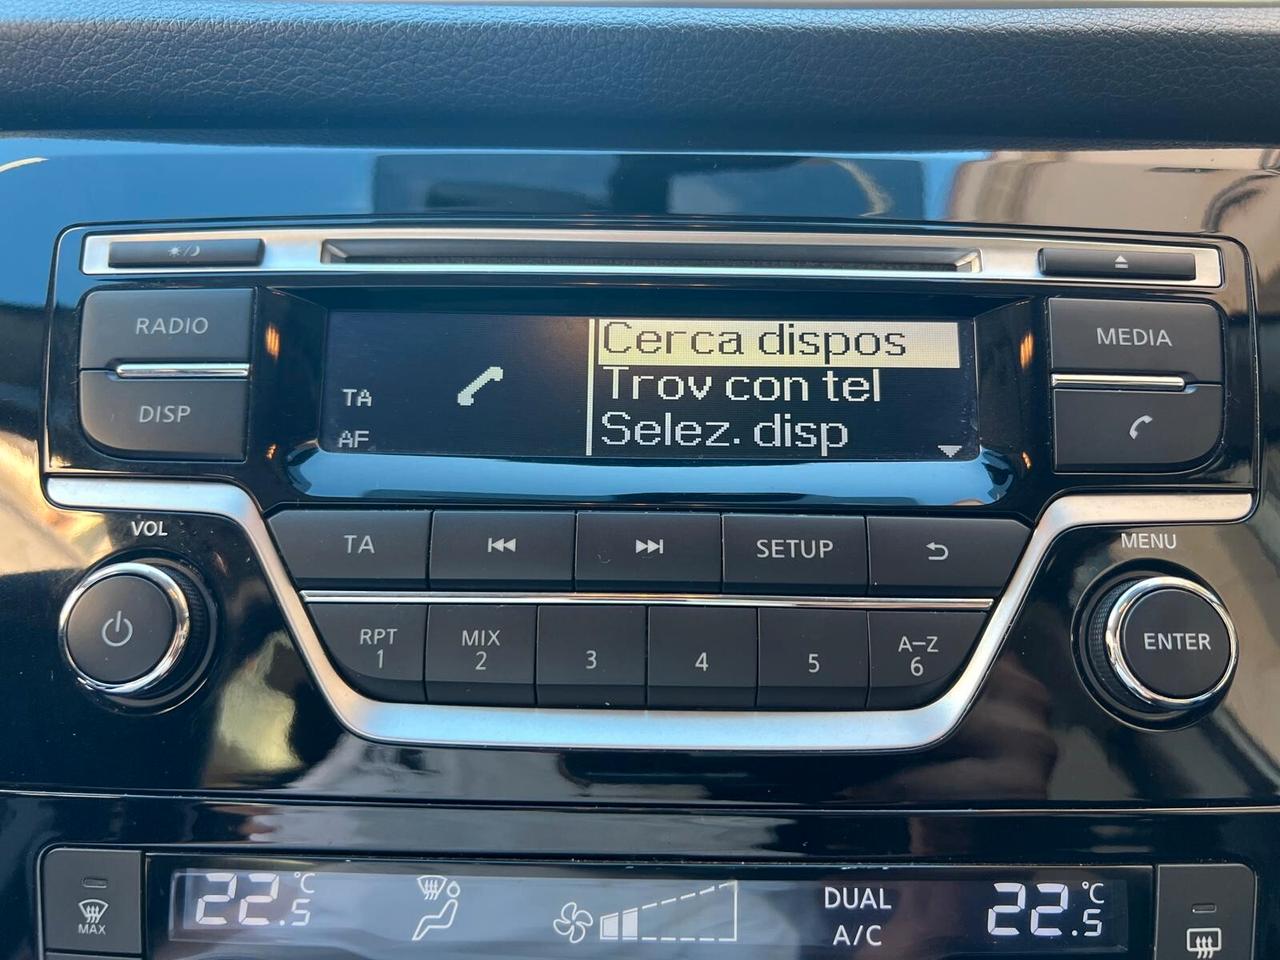 RADIO
DISP
TA
AF
Cerca dispos
Trov con tel
Selez. disp
MEDIA
VOL
TA
SETUP
MENU
RPT
1
MIX
2
3
4
5
A-Z
6
ENTER
MAX
22.5 °C
DUAL
A/C
22.5 °C